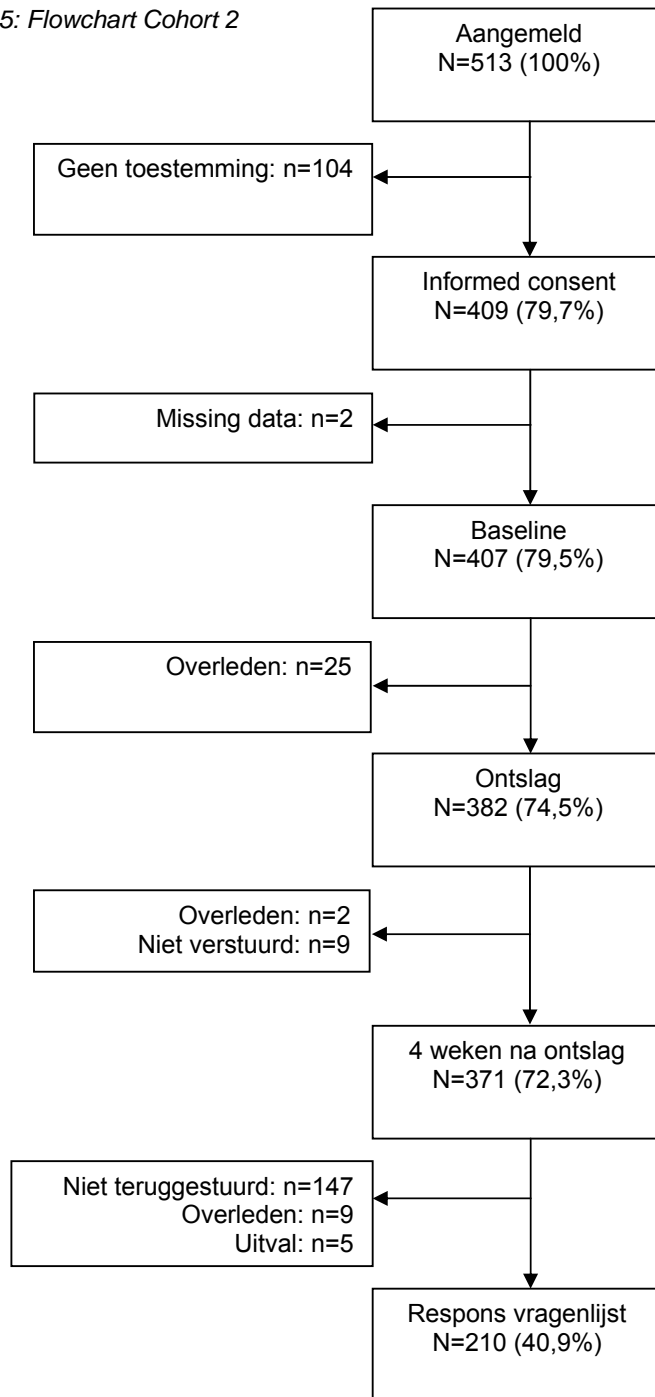 5: Flowchart Cohort 2
Aangemeld
N=513 (100%)
Geen toestemming: n=104
Informed consent
N=409 (79,7%)
Missing data: n=2
Baseline
N=407 (79,5%)
Overleden: n=25
Ontslag
N=382 (74,5%)
Overleden: n=2
Niet verstuurd: n=9
4 weken na ontslag
N=371 (72,3%)
Niet teruggestuurd: n=147
Overleden: n=9
Uitval: n=5
Respons vragenlijst
N=210 (40,9%)